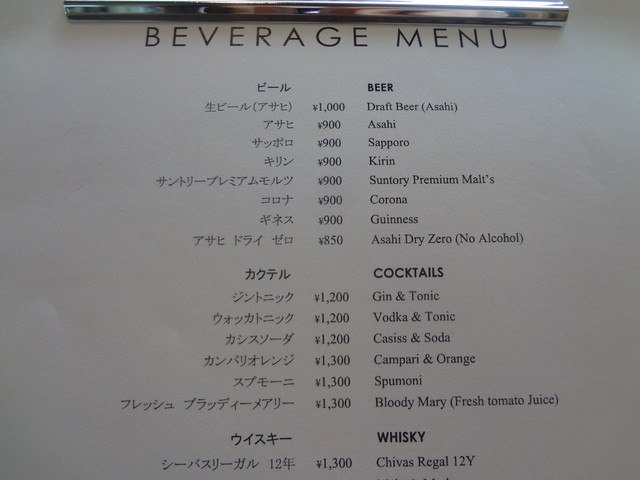 BEVERAGE MENU
ビール BEER
生ビール(アサヒ) ¥1,000 Draft Beer (Asahi)
アサヒ ¥900 Asahi
サッポロ ¥900 Sapporo
キリン ¥900 Kirin
サントリープレミアムモルツ ¥900 Suntory Premium Malt's
コロナ ¥900 Corona
ギネス ¥900 Guinness
アサヒ ドライ ゼロ ¥850 Asahi Dry Zero (No Alcohol)
カクテル COCKTAILS
ジントニック ¥1,200 Gin & Tonic
ウォッカトニック ¥1,200 Vodka & Tonic
カシスソーダ ¥1,200 Casiss & Soda
カンパリオレンジ ¥1,300 Campari & Orange
スプモーニ ¥1,300 Spumoni
フレッシュ ブラッディーメアリー ¥1,300 Bloody Mary (Fresh tomato Juice)
ウイスキー WHISKY
シーバスリーガル 12年 ¥1,300 Chivas Regal 12Y